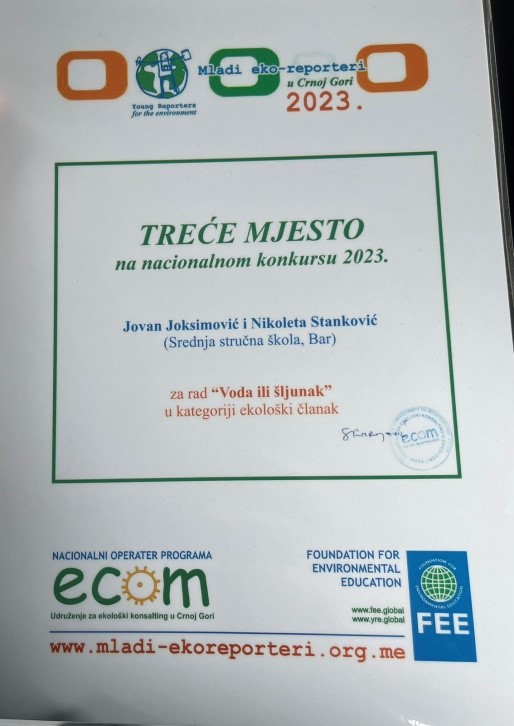 Mladi eko-reporteri
u Crnoj Gori
2023.
Young Reporters
for the environment
TREĆE MJESTO
na nacionalnom konkursu 2023.
Jovan Joksimović i Nikoleta Stanković
(Srednja stručna škola, Bar)
za rad “Voda ili šljunak”
u kategoriji ekološki članak
ecom
NACIONALNI OPERATER PROGRAMA
ecom
Udruženje za ekološki konsalting u Crnoj Gori
FOUNDATION FOR
ENVIRONMENTAL
EDUCATION
www.fee.global
www.yre.global
FEE
www.mladi-ekoreporteri.org.me